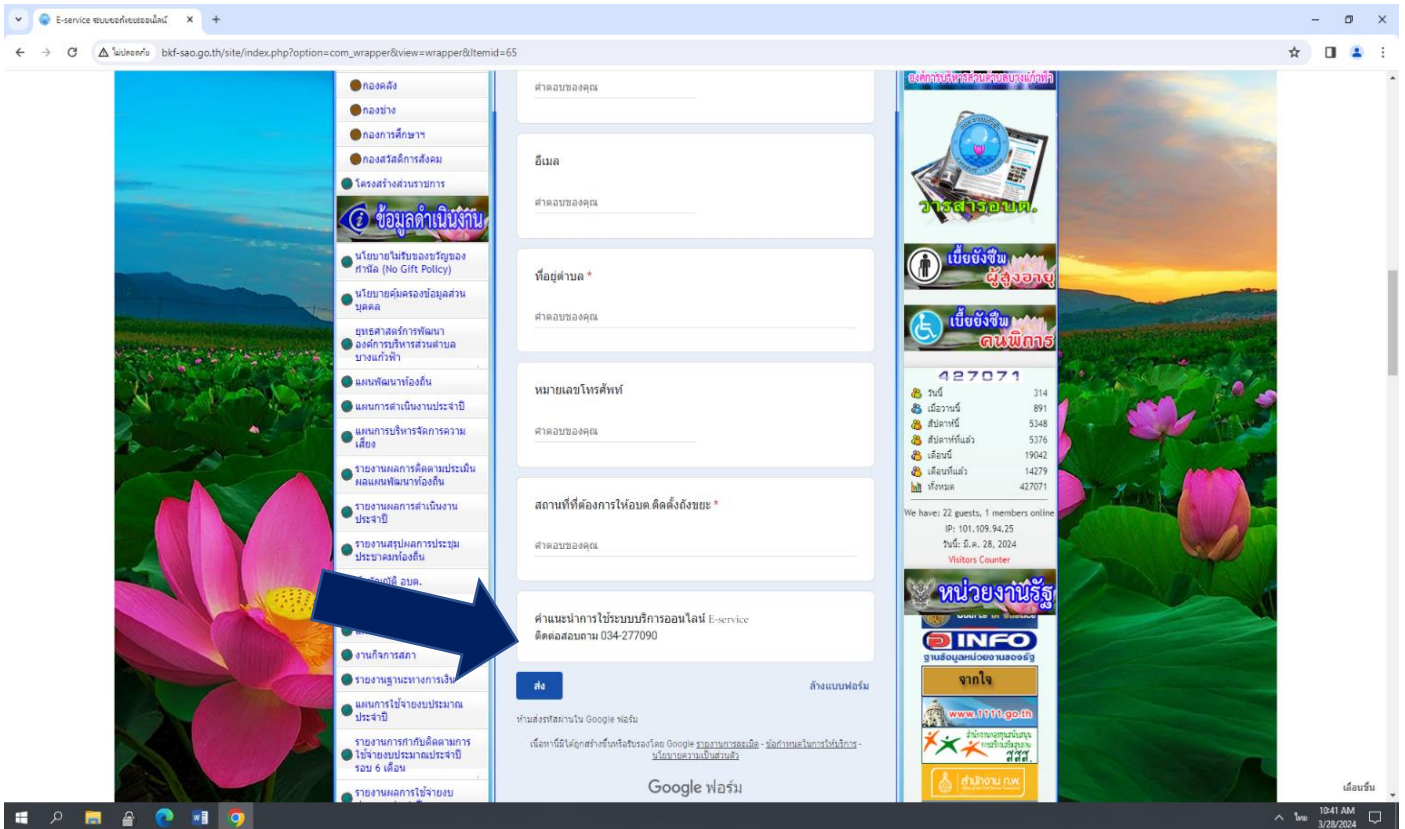 E-service ระบบขอถังขยะออนไลน์
ไม่ปลอดภัย
bkf-sao.go.th/site/index.php?option=com_wrapper&view=wrapper&Itemid=65
กองคลัง
กองช่าง
กองการศึกษาฯ
กองสวัสดิการสังคม
โครงสร้างส่วนราชการ
ข้อมูลดำเนินงาน
นโยบายไม่รับของขวัญของ
กำนัล (No Gift Policy)
นโยบายคุ้มครองข้อมูลส่วน
บุคคล
ยุทธศาสตร์การพัฒนา
องค์การบริหารส่วนตำบล
บางแก้วฟ้า
แผนพัฒนาท้องถิ่น
แผนการดำเนินงานประจำปี
แผนการบริหารจัดการความ
เสี่ยง
รายงานผลการติดตามประเมิน
ผลแผนพัฒนาท้องถิ่น
รายงานผลการดำเนินงาน
ประจำปี
รายงานสรุปผลการประชุม
ประชาคมท้องถิ่น
อบต.
งานกิจการสภา
รายงานฐานะทางการเงิน
แผนการใช้จ่ายงบประมาณ
ประจำปี
รายงานการกำกับติดตามการ
ใช้จ่ายงบประมาณประจำปี
รอบ 6 เดือน
รายงานผลการใช้จ่ายงบ
คำตอบของคุณ
อีเมล
คำตอบของคุณ
ที่อยู่ตำบล *
คำตอบของคุณ
หมายเลขโทรศัพท์
คำตอบของคุณ
สถานที่ที่ต้องการให้อบต.ติดตั้งถังขยะ *
คำตอบของคุณ
คำแนะนำการใช้ระบบบริการออนไลน์ E-service
ติดต่อสอบถาม 034-277090
ส่ง
ล้างแบบฟอร์ม
ห้ามส่งรหัสผ่านใน Google ฟอร์ม
เนื้อหานี้มิได้ถูกสร้างขึ้นหรือรับรองโดย Google รายงานการละเมิด - ข้อกำหนดในการให้บริการ -
นโยบายความเป็นส่วนตัว
Google ฟอร์ม
องค์การบริหารส่วนตำบลบางแก้วฟ้า
วารสารอบต.
เบี้ยยังชีพ
ผู้สูงอายุ
เบี้ยยังชีพ
คนพิการ
427071
วันนี้ 314
เมื่อวานนี้ 891
สัปดาห์นี้ 5348
สัปดาห์ที่แล้ว 5376
เดือนนี้ 19042
เดือนที่แล้ว 14279
ทั้งหมด 427071
We have: 22 guests, 1 members online
IP: 101.109.94.25
วันนี้: มี.ค. 28, 2024
Visitors Counter
หน่วยงานรัฐ
INFO
ฐานข้อมูลหน่วยงานของรัฐ
จากใจ
www.1111.go.th
สสส.
สำนักงาน ก.พ.
เลื่อนขึ้น
ไทย
10:41 AM
3/28/2024